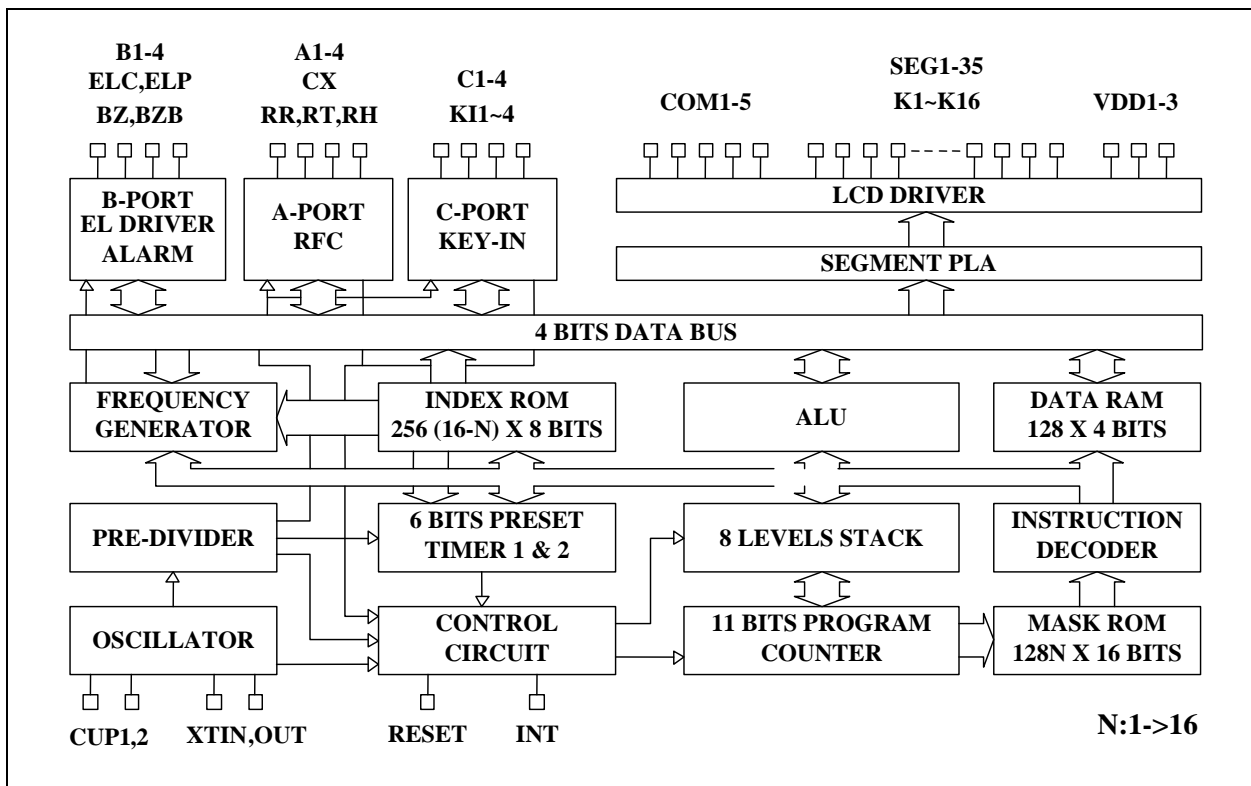 B1-4
ELC,ELP
BZ,BZB
A1-4
CX
RR,RT,RH
C1-4
KI1~4
COM1-5
SEG1-35
K1~K16
VDD1-3
B-PORT
EL DRIVER
ALARM
A-PORT
RFC
C-PORT
KEY-IN
LCD DRIVER
SEGMENT PLA
4 BITS DATA BUS
FREQUENCY
GENERATOR
INDEX ROM
256 (16-N) X 8 BITS
ALU
DATA RAM
128 X 4 BITS
PRE-DIVIDER
6 BITS PRESET
TIMER 1 & 2
8 LEVELS STACK
INSTRUCTION
DECODER
OSCILLATOR
CONTROL
CIRCUIT
11 BITS PROGRAM
COUNTER
MASK ROM
128N X 16 BITS
CUP1,2
XTIN,OUT
RESET
INT
N:1->16